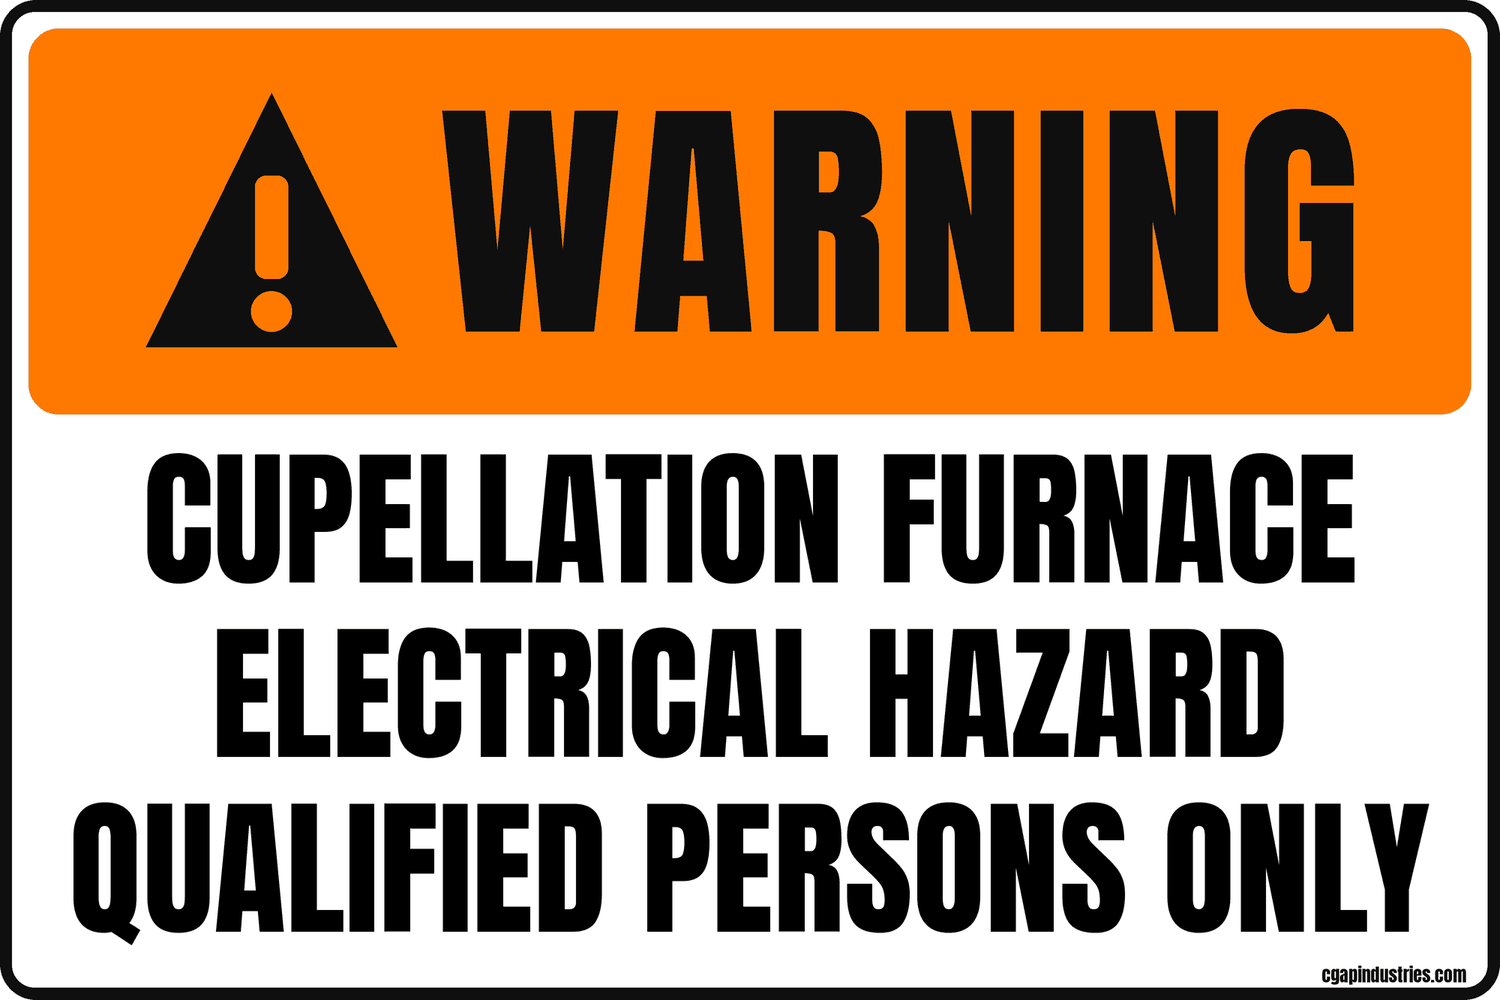 WARNING
CUPELLATION FURNACE
ELECTRICAL HAZARD
QUALIFIED PERSONS ONLY
cgapindustries.com